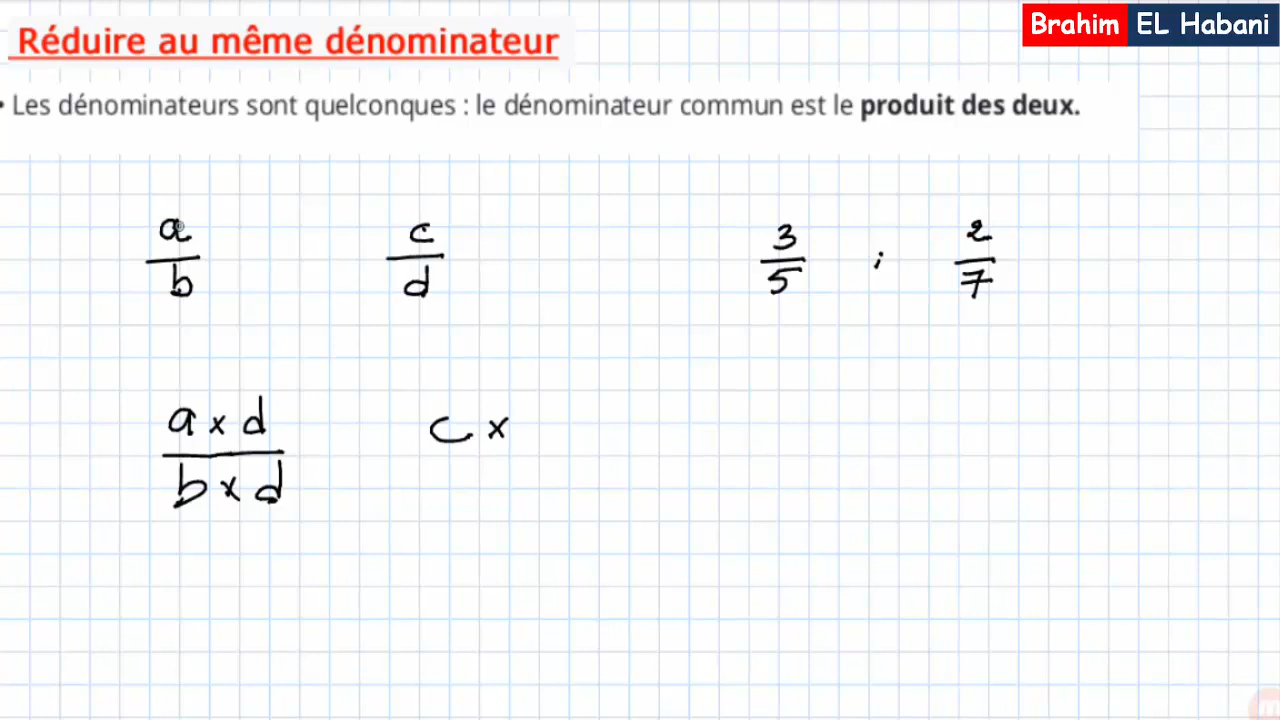 Réduire au même dénominateur
Brahim EL Habani
• Les dénominateurs sont quelconques : le dénominateur commun est le produit des deux.
a c 3 ; 2
b d 5 7
a × d c ×
b × d